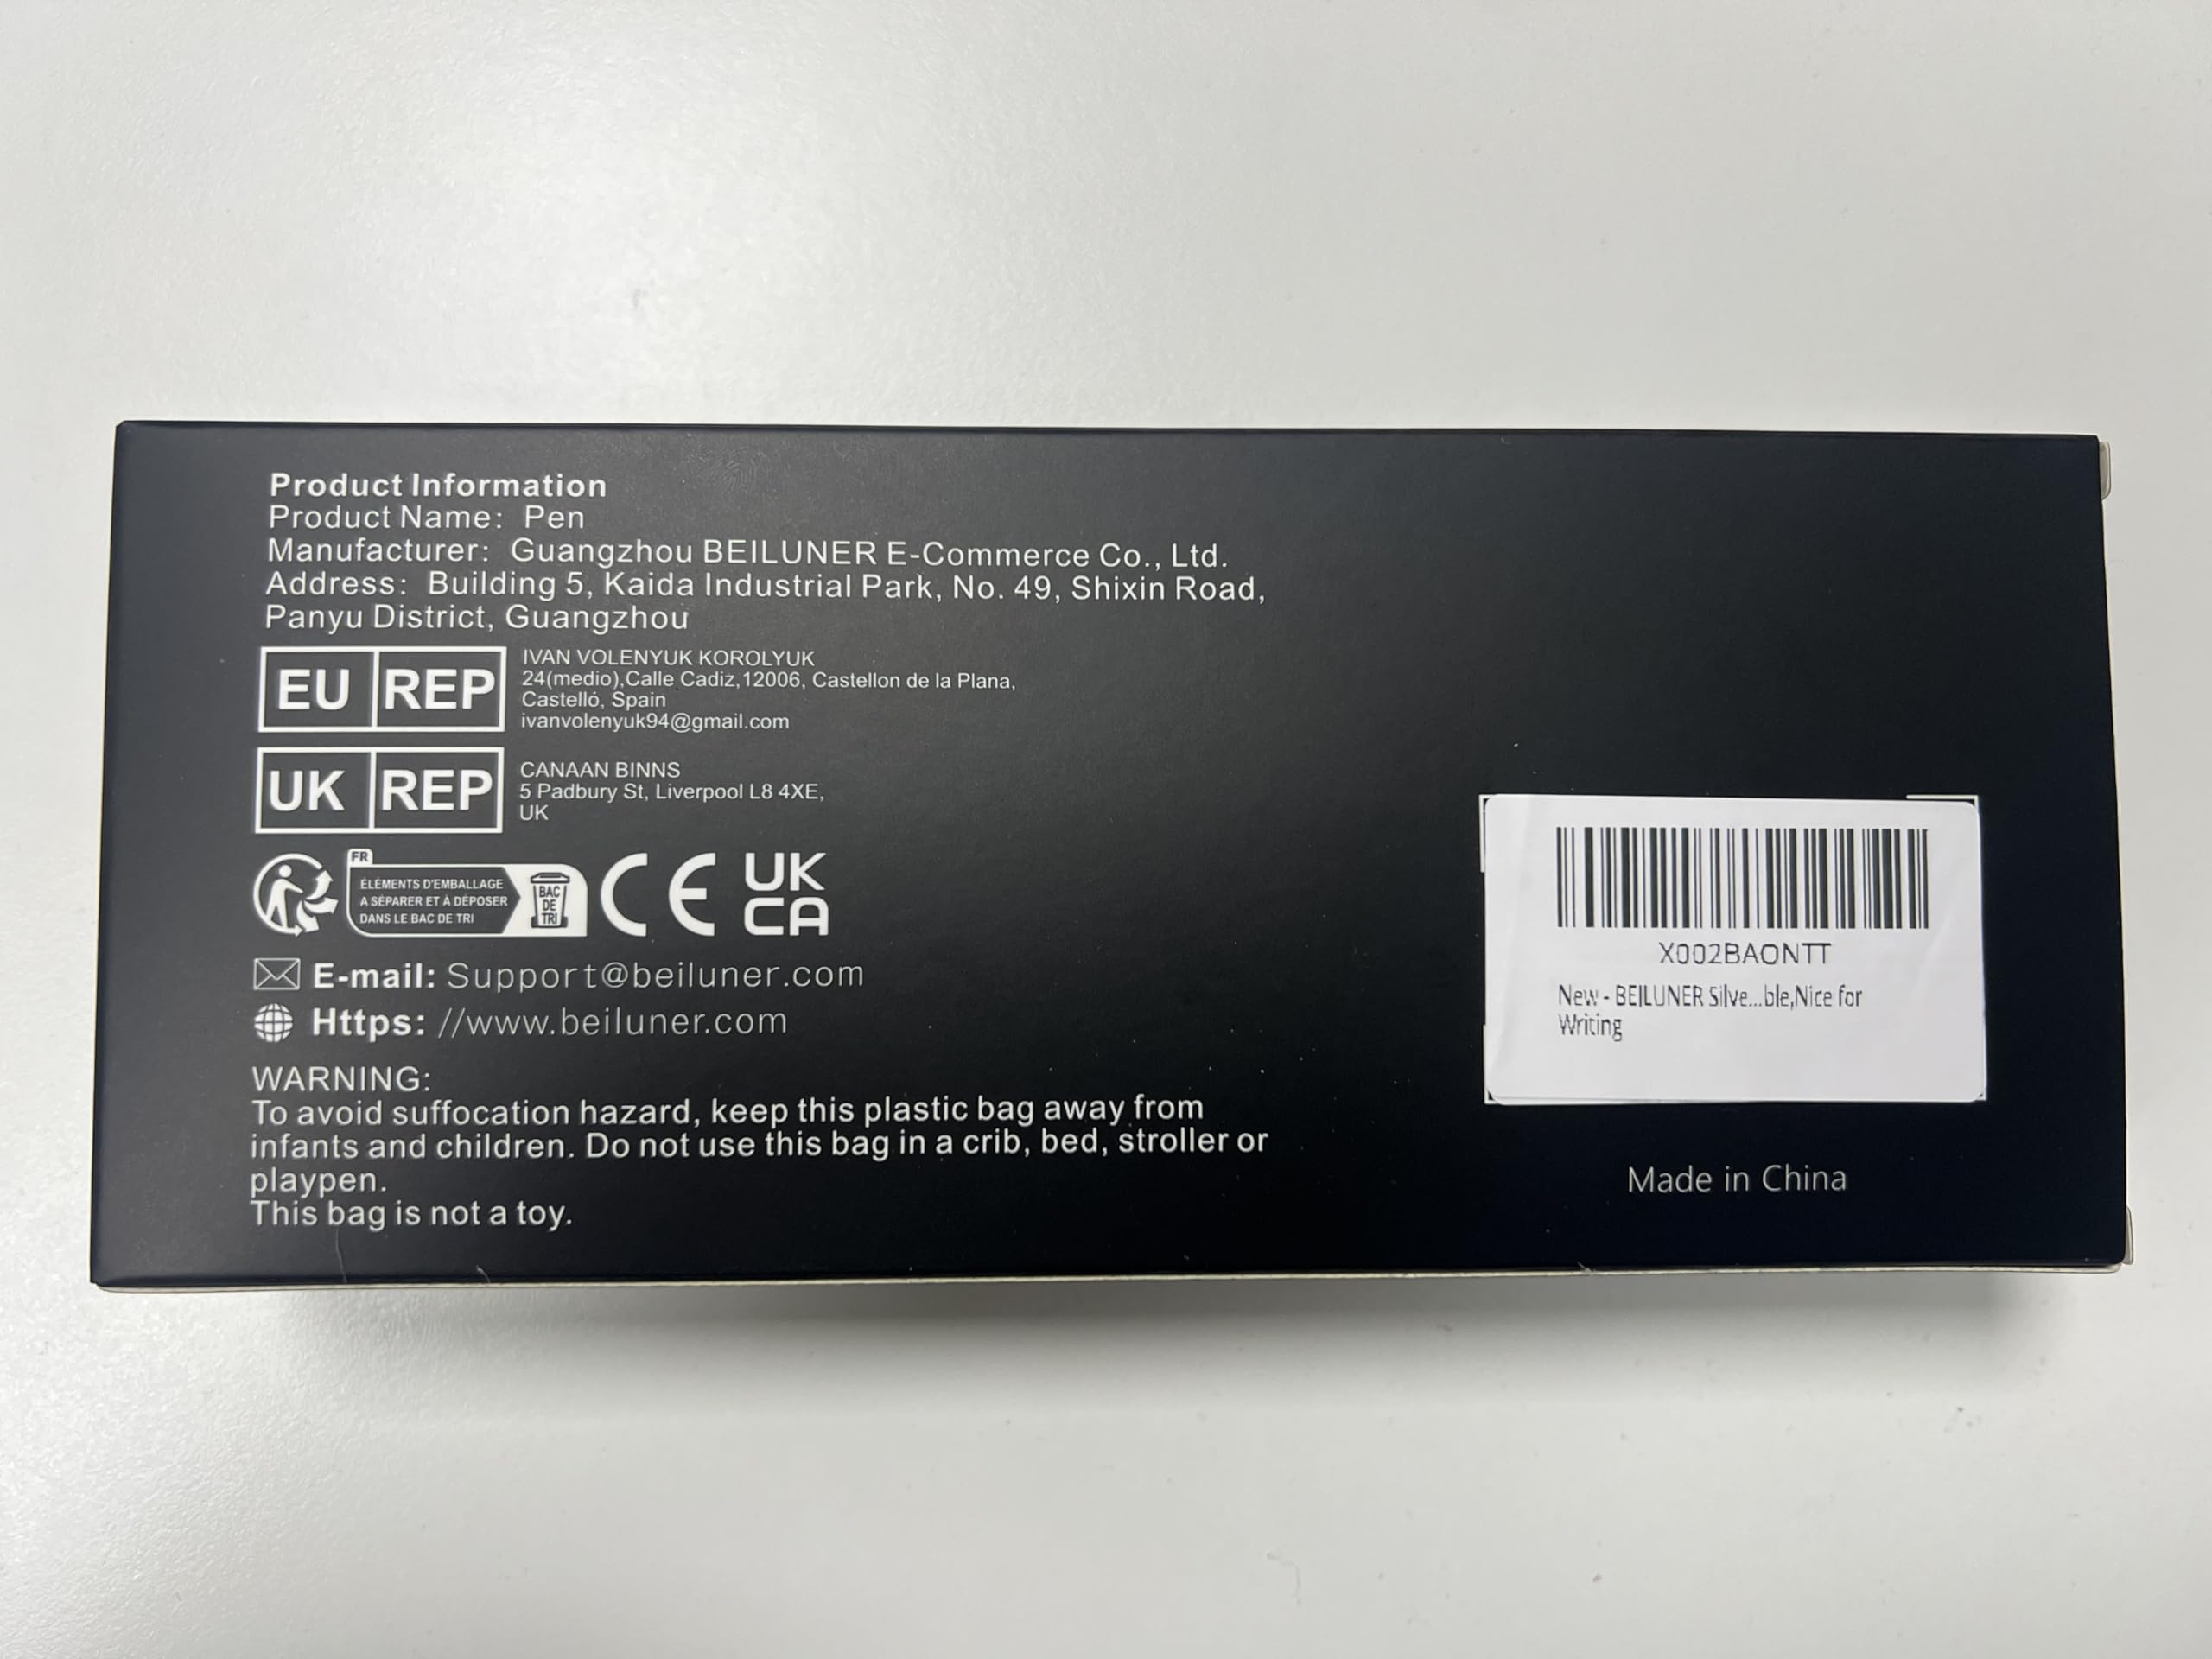 Product Information
Product Name: Pen
Manufacturer: Guangzhou BEILUNER E-Commerce Co., Ltd.
Address: Building 5, Kaida Industrial Park, No. 49, Shixin Road,
Panyu District, Guangzhou
EU REP
IVAN VOLENYUK KOROLYUK
24(medio),Calle Cadiz,12006, Castellon de la Plana,
Castelló, Spain
ivanvolenyuk94@gmail.com
UK REP
CANAAN BINNS
5 Padbury St, Liverpool L8 4XE,
UK
FR
ÉLÉMENTS D'EMBALLAGE
A SÉPARER ET À DÉPOSER
DANS LE BAC DE TRI
BAC
DE
TRI
CE
UK
CA
E-mail: Support@beiluner.com
Https: //www.beiluner.com
WARNING:
To avoid suffocation hazard, keep this plastic bag away from
infants and children. Do not use this bag in a crib, bed, stroller or
playpen.
This bag is not a toy.
X002BAONTT
New - BEILUNER Silve...ble,Nice for
Writing
Made in China